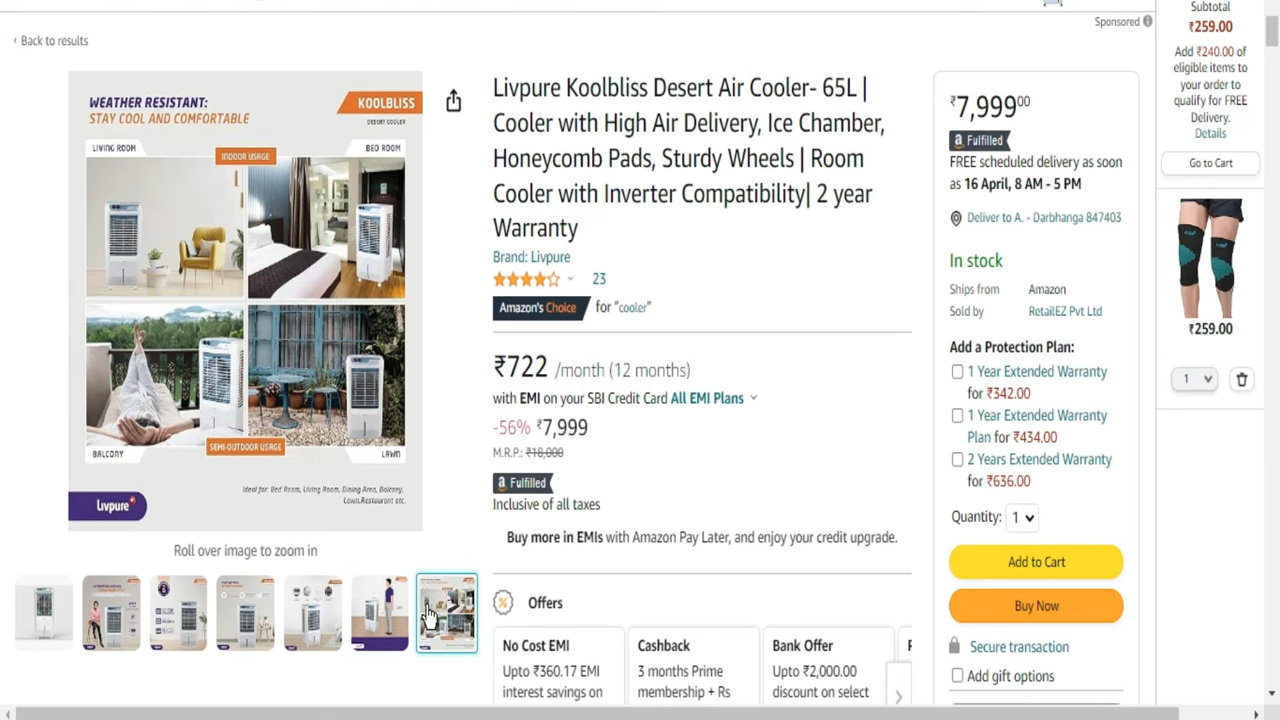 Sponsored
‹ Back to results
WEATHER RESISTANT:
STAY COOL AND COMFORTABLE
KOOLBLISS
DESERT COOLER
LIVING ROOM
INDOOR USAGE
BED ROOM
BALCONY
SEMI-OUTDOOR USAGE
LAWN
Ideal for: Bed Room, Living Room, Dining Area, Balcony,
Lawn,Restaurant etc.
Livpure
Roll over image to zoom in
Livpure Koolbliss Desert Air Cooler- 65L |
Cooler with High Air Delivery, Ice Chamber,
Honeycomb Pads, Sturdy Wheels | Room
Cooler with Inverter Compatibility| 2 year
Warranty
Brand: Livpure
23
Amazon's Choice for "cooler"
₹722 /month (12 months)
with EMI on your SBI Credit Card All EMI Plans
-56% ₹7,999
M.R.P.: ₹18,000
a Fulfilled
Inclusive of all taxes
Buy more in EMIs with Amazon Pay Later, and enjoy your credit upgrade.
Offers
No Cost EMI
Upto ₹360.17 EMI
interest savings on
Cashback
3 months Prime
membership + Rs
Bank Offer
Upto ₹2,000.00
discount on select
₹7,99900
a Fulfilled
FREE scheduled delivery as soon
as 16 April, 8 AM - 5 PM
Deliver to A. - Darbhanga 847403
In stock
Ships from Amazon
Sold by RetailEZ Pvt Ltd
Add a Protection Plan:
1 Year Extended Warranty
for ₹342.00
1 Year Extended Warranty
Plan for ₹434.00
2 Years Extended Warranty
for ₹636.00
Quantity: 1
Add to Cart
Buy Now
Secure transaction
Add gift options
Subtotal
₹259.00
Add ₹240.00 of
eligible items to
your order to
qualify for FREE
Delivery.
Details
Go to Cart
₹259.00
1